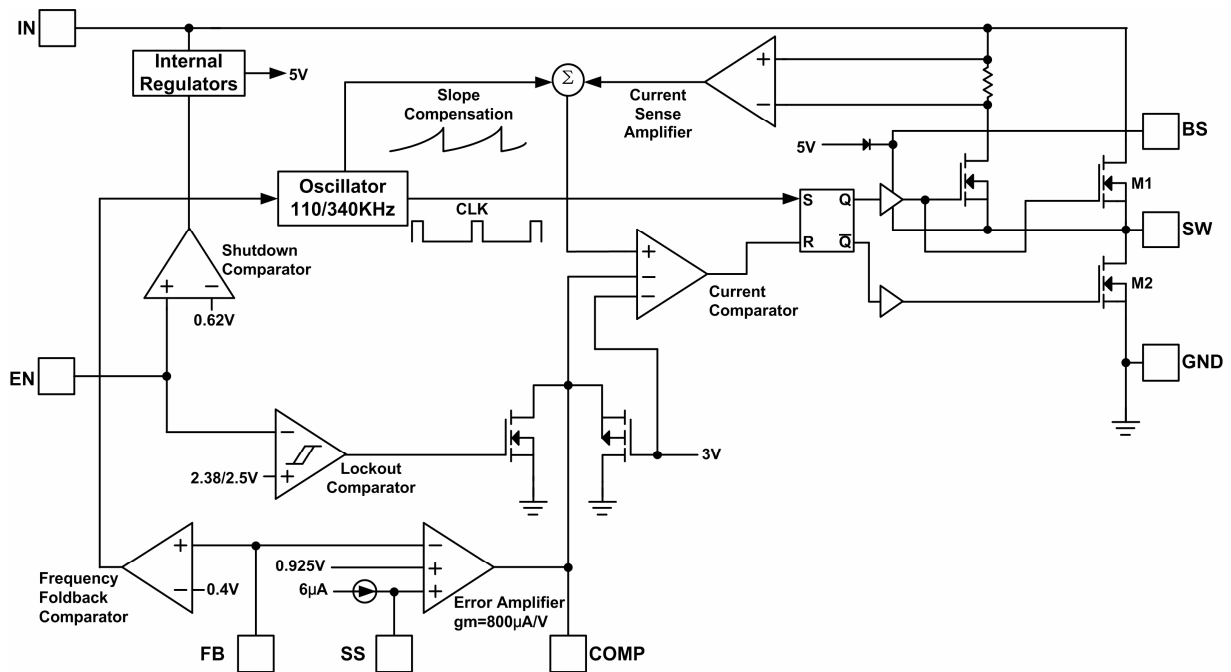 IN
Internal
Regulators
5V
Σ
+
−
Slope
Compensation
Current
Sense
Amplifier
5V
BS
Oscillator
110/340KHz
CLK
S
Q
R
Q̅
M1
SW
Shutdown
Comparator
+
−
0.62V
+
−
−
Current
Comparator
M2
GND
EN
−
+
2.38/2.5V
Lockout
Comparator
3V
+
−
0.4V
Frequency
Foldback
Comparator
−
+
+
0.925V
6µA
Error Amplifier
gm=800µA/V
FB
SS
COMP